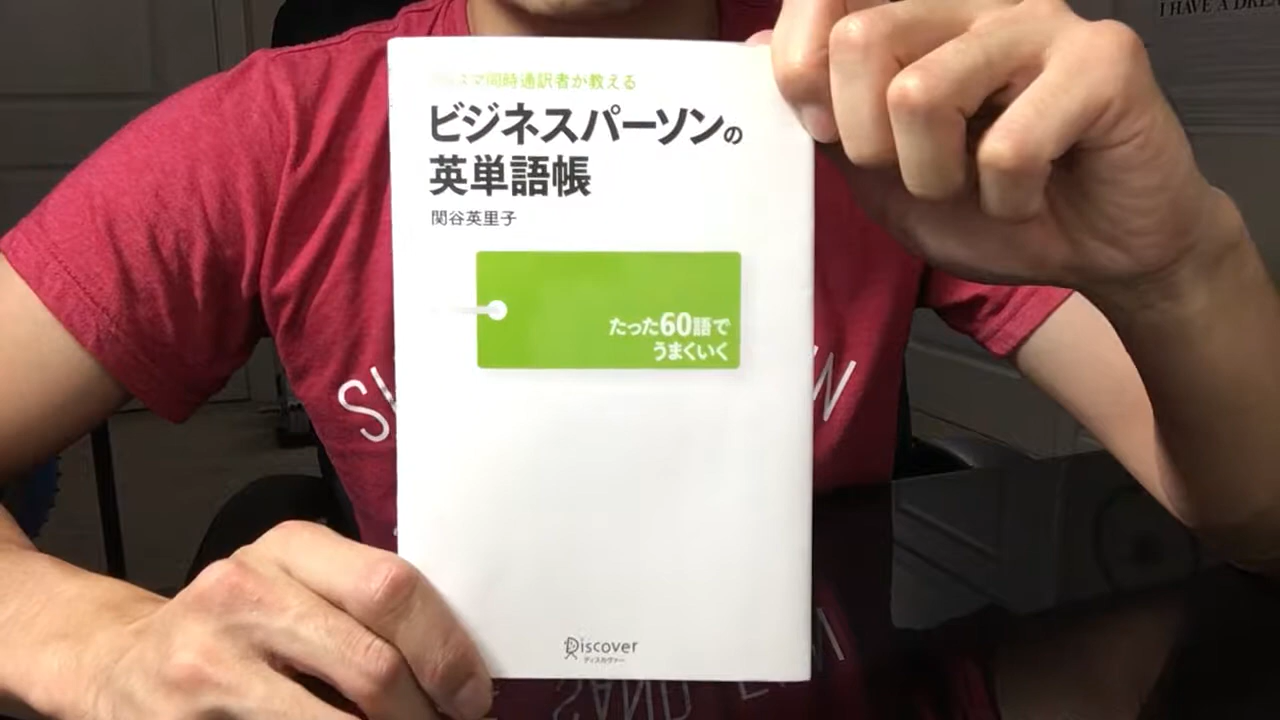 I HAVE A DREA
スマ同時通訳者が教える
ビジネスパーソンの
英単語帳
関谷英里子
たった60語で
うまくいく
Discover
ディスカヴァー